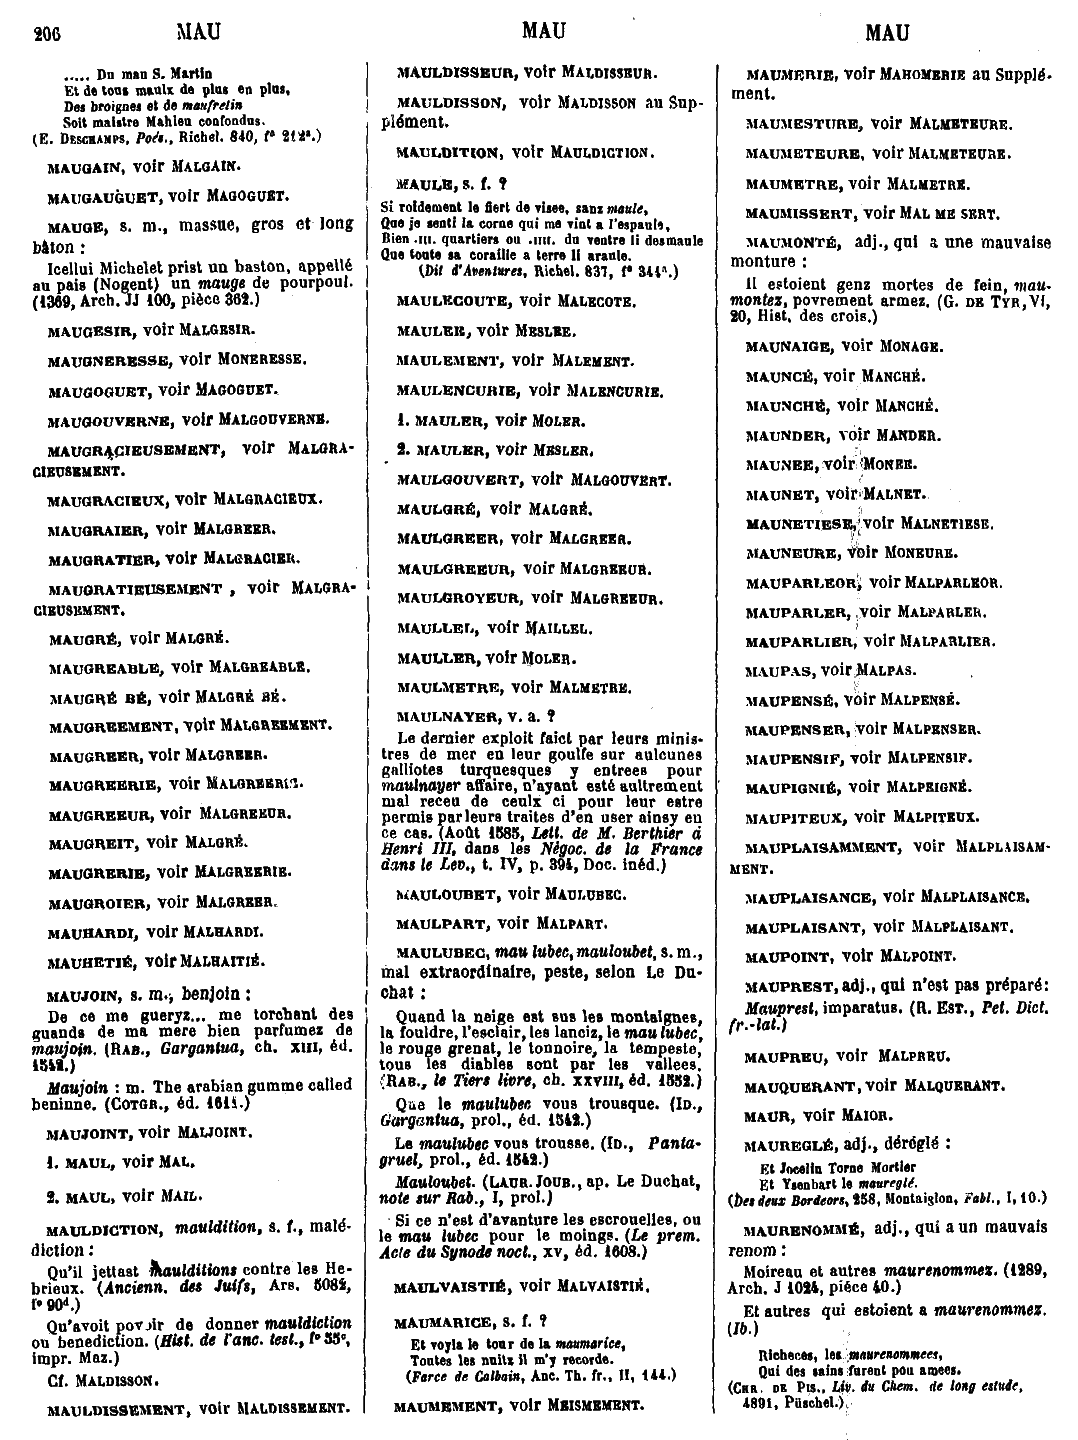 206 MAU MAU MAU
..... Du mau S. Martin
Et de tous maulx de plus en plus,
Des broignes et de maufretin
Soit maistre Mahieu confondus.
(E. DESCHAMPS, Poés., Richel. 840, f° 212ª.)
MAUGAIN, voir MALGAIN.
MAUGAUGUET, voir MAGOGUET.
MAUGE, s. m., massue, gros et long
bâton :
Icellui Michelet prist un baston, appellé
au pais (Nogent) un mauge de pourpoul.
(1369, Arch. JJ 100, pièce 362.)
MAUGESIR, voir MALGESIR.
MAUGNERESSE, voir MONERESSE.
MAUGOGUET, voir MAGOGUET.
MAUGOUVERNE, voir MALGOUVERNE.
MAUGRACIEUSEMENT, voir MALGRA-
CIEUSEMENT.
MAUGRACIEUX, voir MALGRACIEUX.
MAUGRAIER, voir MALGREER.
MAUGRATIER, voir MALGRACIER.
MAUGRATIEUSEMENT , voir MALGRA-
CIEUSEMENT.
MAUGRÉ, voir MALGRÉ.
MAUGREABLE, voir MALGREABLE.
MAUGRÉ BÉ, voir MALGRÉ BÉ.
MAUGREEMENT, voir MALGREEMENT.
MAUGREER, voir MALGREER.
MAUGREERIE, voir MALGREERIE.
MAUGREEUR, voir MALGREEUR.
MAUGREIT, voir MALGRÉ.
MAUGRERIE, voir MALGREERIE.
MAUGROIER, voir MALGREER.
MAUHARDI, voir MALHARDI.
MAUHETIÉ, voir MALHAITIÉ.
MAUJOIN, s. m., benjoin :
De ce me gueryz... me torchant des
guands de ma mere bien parfumez de
maujoin. (RAB., Gargantua, ch. XIII, éd.
1542.)
Maujoin : m. The arabian gumme called
beninne. (COTGR., éd. 1611.)
MAUJOINT, voir MALJOINT.
1. MAUL, voir MAL.
2. MAUL, voir MAIL.
MAULDICTION, mauldition, s. f., malé-
diction :
Qu'il jettast Maulditions contre les He-
brieux. (Ancienn. des Juifs, Ars. 5082,
f° 90ᵈ.)
Qu'avoit povoir de donner mauldiction
ou benediction. (Hist. de l'anc. test., f° 55ᶜ,
impr. Maz.)
Cf. MALDISSON.
MAULDISSEMENT, voir MALDISSEMENT.
MAULDISSEUR, voir MALDISSEUR.
MAULDISSON, voir MALDISSON au Sup-
plément.
MAULDITION, voir MAULDICTION.
MAULE, s. f. ?
Si roidement le fiert de visee, sanz maule,
Que je senti la corne qui me vint a l'espaule,
Bien .III. quartiers ou .IIII. du ventre li desmaule
Que toute sa coraille a terre li avaule.
(Dit d'Aventures, Richel. 837, f° 344ª.)
MAULECOUTE, voir MALECOTE.
MAULEE, voir MESLEE.
MAULEMENT, voir MALEMENT.
MAULENCURIE, voir MALENCURIE.
1. MAULER, voir MOLER.
2. MAULER, voir MESLER.
MAULGOUVERT, voir MALGOUVERT.
MAULGRÉ, voir MALGRÉ.
MAULGREER, voir MALGREER.
MAULGREEUR, voir MALGREEUR.
MAULGROYEUR, voir MALGREEUR.
MAULLEL, voir MAILLEL.
MAULLER, voir MOLER.
MAULMETRE, voir MALMETRE.
MAULNAYER, v. a. ?
Le dernier exploit faict par leurs minis-
tres de mer en leur goulfe sur aulcunes
galliotes turquesques y entrees pour
maulnayer affaire, n'ayant esté aultrement
mal receu de ceulx ci pour leur estre
permis par leurs traites d'en user ainsy en
ce cas. (Août 1585, Lett. de M. Berthier à
Henri III, dans les Négoc. de la France
dans le Lev., t. IV, p. 394, Doc. inéd.)
MAULOUBET, voir MAULUBEC.
MAULPART, voir MALPART.
MAULUBEC, mau lubec, mauloubet, s. m.,
mal extraordinaire, peste, selon Le Du-
chat :
Quand la neige est sus les montaignes,
la fouldre, l'esclair, les lanciz, le mau lubec,
le rouge grenat, le tonnoire, la tempeste,
tous les diables sont par les vallees.
(RAB., le Tiers livre, ch. XXVIII, éd. 1552.)
Que le maulubec vous trousque. (ID.,
Gargantua, prol., éd. 1542.)
Le maulubec vous trousse. (ID., Panta-
gruel, prol., éd. 1542.)
Mauloubet. (LAUR. JOUB., ap. Le Duchat,
note sur Rab., I, prol.)
Si ce n'est d'avanture les escrouelles, ou
le mau lubec pour le moings. (Le prem.
Acte du Synode noct., XV, éd. 1608.)
MAULVAISTIÉ, voir MALVAISTIÉ.
MAUMARICE, s. f. ?
Et voyla le tour de la maumarice,
Toutes les nuitz il m'y recorde.
(Farce de Calbain, Anc. Th. fr., II, 144.)
MAUMEMENT, voir MEISMEMENT.
MAUMERIE, voir MAHOMERIE au Supplé-
ment.
MAUMESTURE, voir MALMETEURE.
MAUMETEURE, voir MALMETEURE.
MAUMETRE, voir MALMETRE.
MAUMISSERT, voir MAL ME SERT.
MAUMONTÉ, adj., qui a une mauvaise
monture :
Il estoient genz mortes de fein, mau-
montez, povrement armez. (G. DE TYR, VI,
20, Hist. des crois.)
MAUNAIGE, voir MONAGE.
MAUNCÉ, voir MANCHÉ.
MAUNCHÉ, voir MANCHÉ.
MAUNDER, voir MANDER.
MAUNEE, voir MONEE.
MAUNET, voir MALNET.
MAUNETIESE, voir MALNETIESE.
MAUNEURE, voir MONEURE.
MAUPARLEOR, voir MALPARLEOR.
MAUPARLER, voir MALPARLER.
MAUPARLIER, voir MALPARLIER.
MAUPAS, voir MALPAS.
MAUPENSÉ, voir MALPENSÉ.
MAUPENSER, voir MALPENSER.
MAUPENSIF, voir MALPENSIF.
MAUPIGNIÉ, voir MALPEIGNÉ.
MAUPITEUX, voir MALPITEUX.
MAUPLAISAMMENT, voir MALPLAISAM-
MENT.
MAUPLAISANCE, voir MALPLAISANCE.
MAUPLAISANT, voir MALPLAISANT.
MAUPOINT, voir MALPOINT.
MAUPREST, adj., qui n'est pas préparé:
Mauprest, imparatus. (R. EST., Pet. Dict.
fr.-lat.)
MAUPREU, voir MALPREU.
MAUQUERANT, voir MALQUERANT.
MAUR, voir MAIOR.
MAUREGLÉ, adj., déréglé :
Et Jocelin Torne Mortier
Et Ysenbart le maureglé.
(Des deux Bordeors, 258, Montaiglon, Fabl., I, 10.)
MAURENOMMÉ, adj., qui a un mauvais
renom :
Moireau et autres maurenommez. (1289,
Arch. J 1024, pièce 40.)
Et autres qui estoient a maurenommez.
(Ib.)
Richeces, les maurenommees,
Qui des sains furent pou amees.
(CHR. DE PIS., Liv. du Chem. de long estude,
4891, Püschel.)